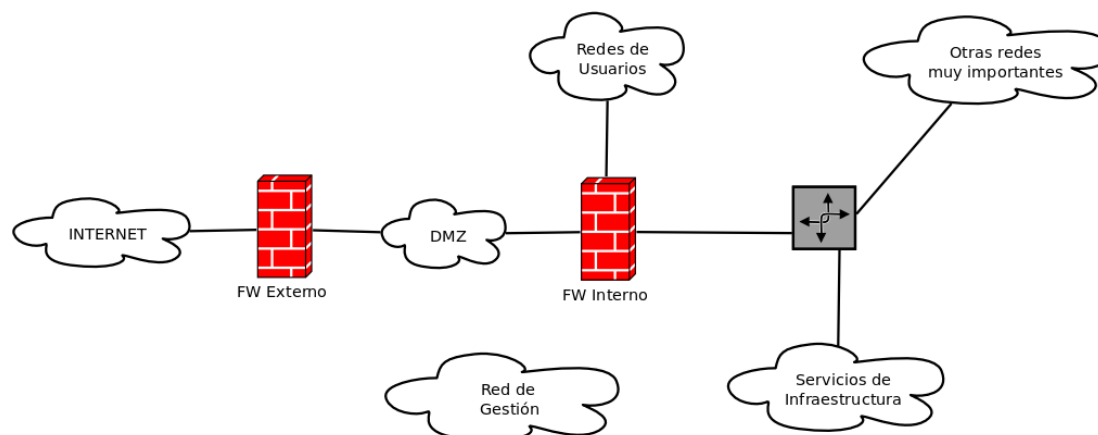 Redes de
Usuarios
Otras redes
muy importantes
INTERNET
DMZ
FW Externo
FW Interno
Red de
Gestión
Servicios de
Infraestructura